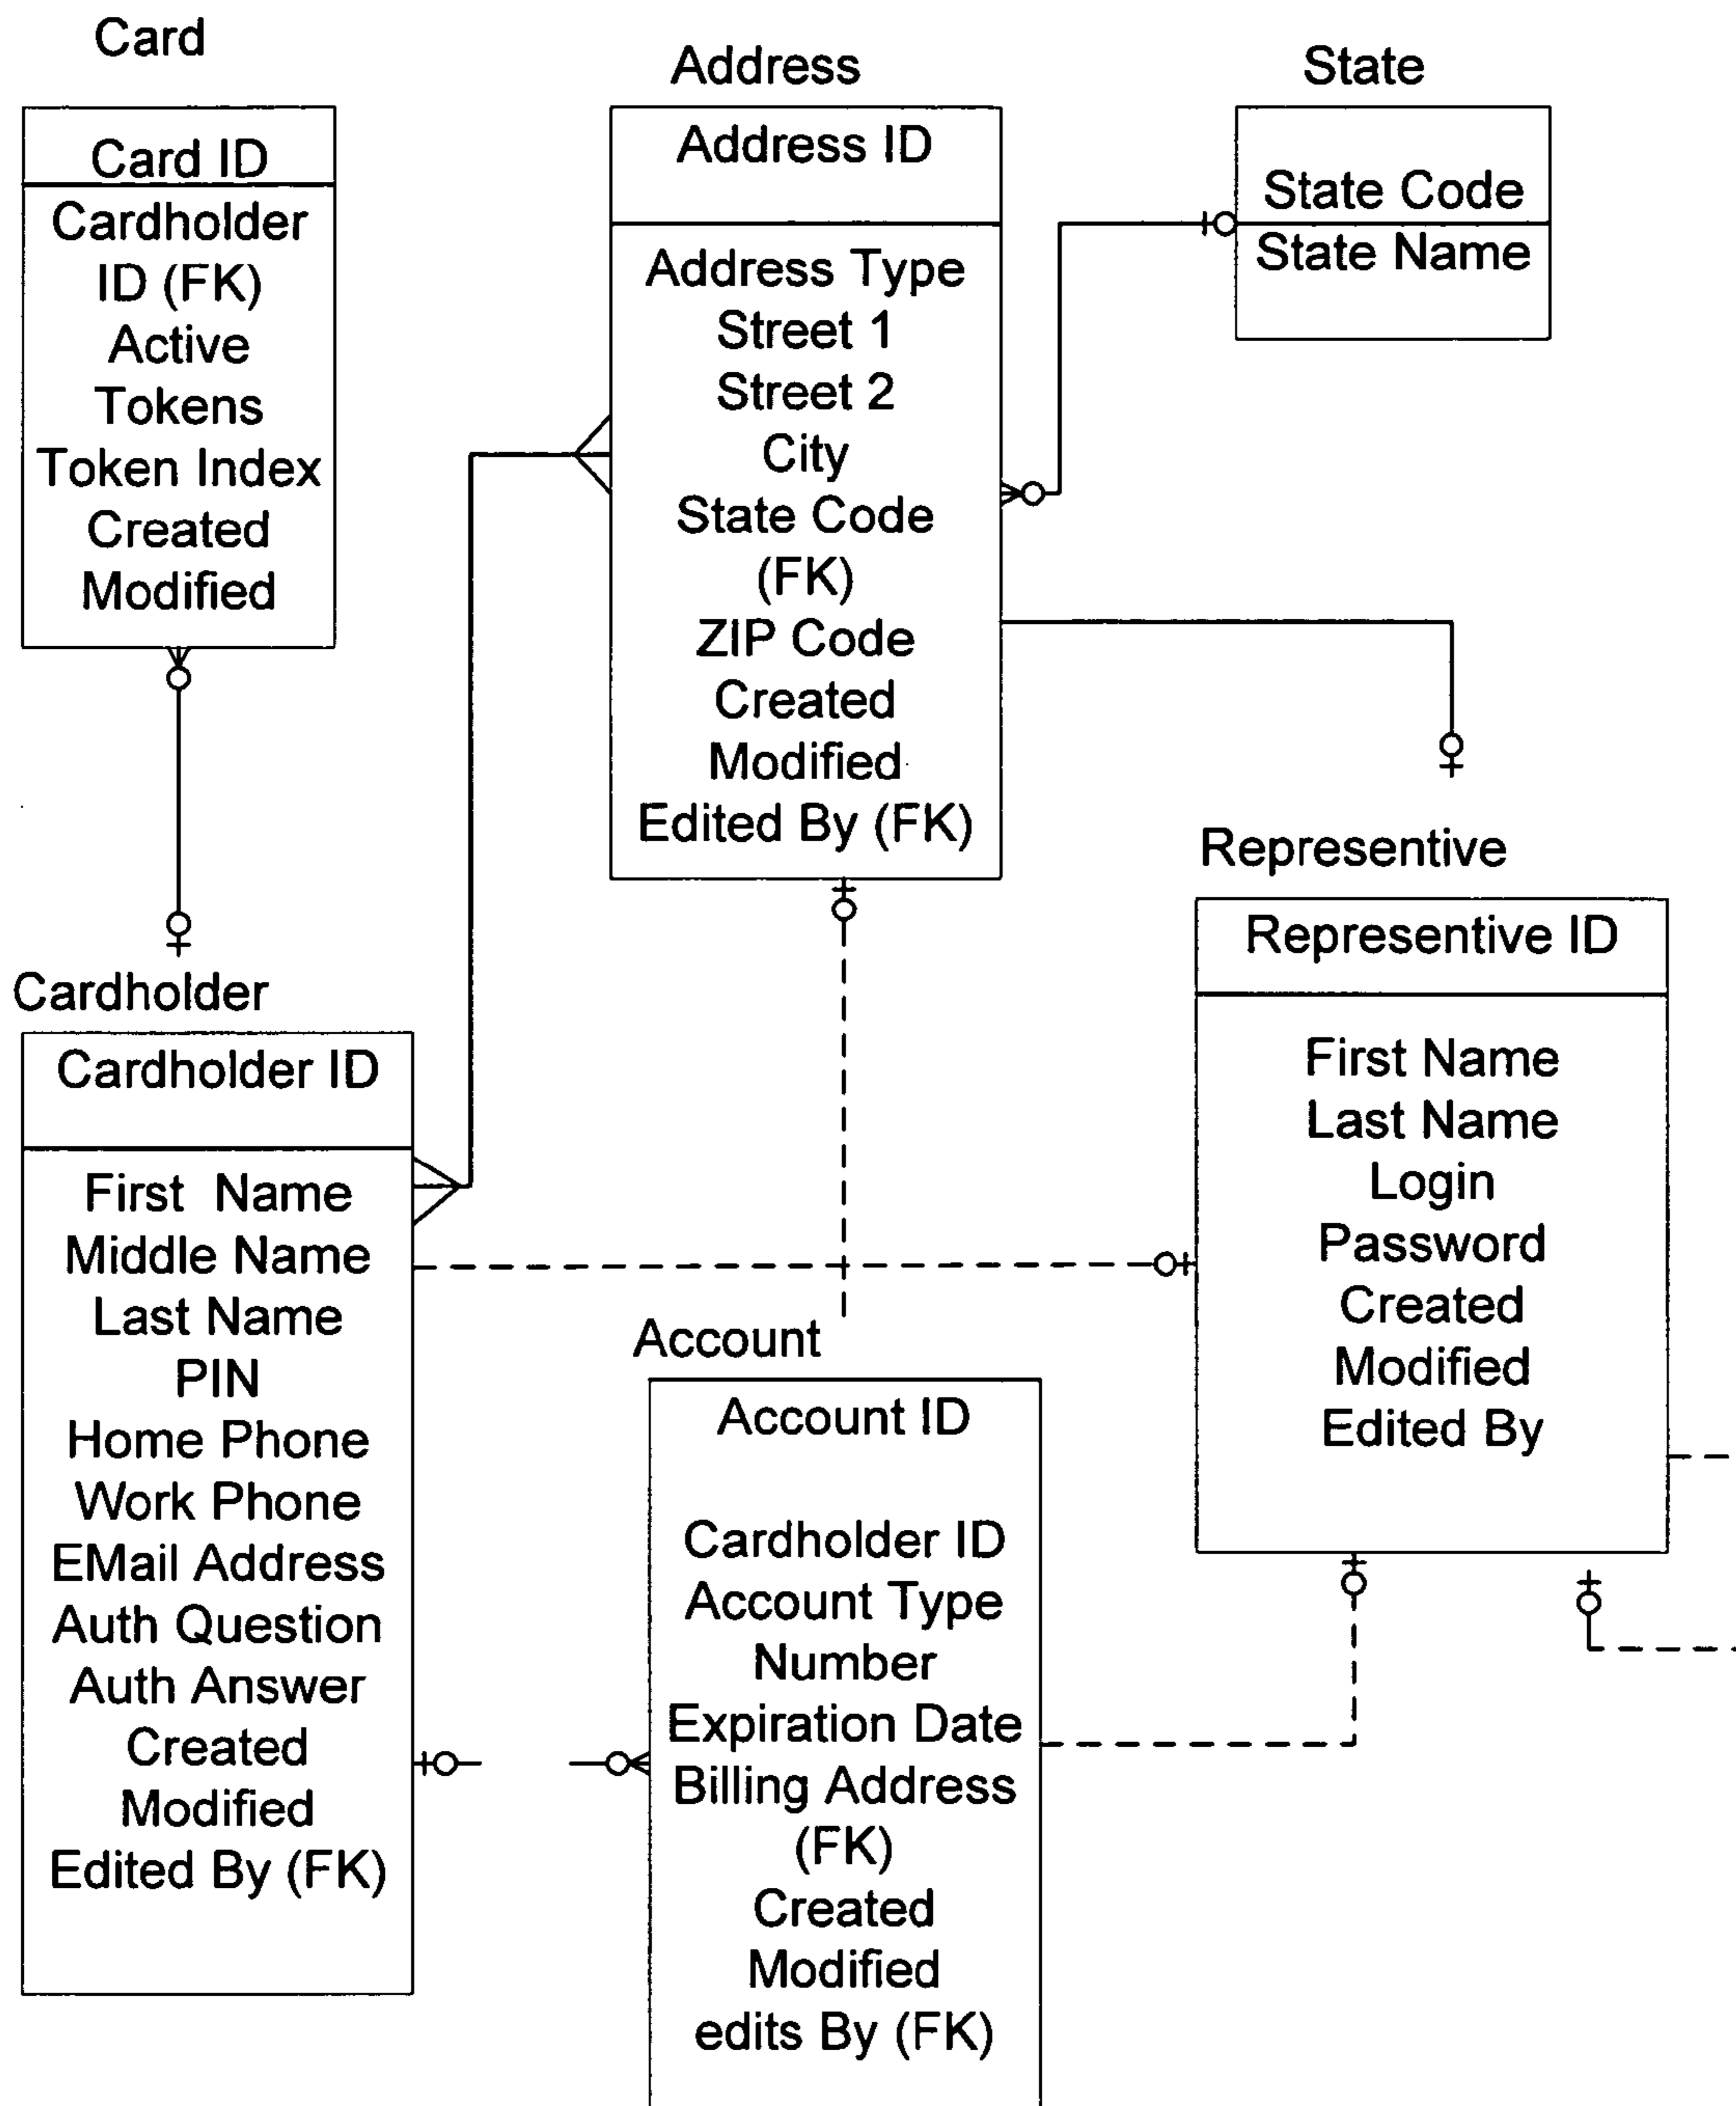 Card
Card ID
Cardholder
ID (FK)
Active
Tokens
Token Index
Created
Modified
Address
Address ID
Address Type
Street 1
Street 2
City
State Code
(FK)
ZIP Code
Created
Modified
Edited By (FK)
State
State Code
State Name
Cardholder
Cardholder ID
First  Name
Middle Name
Last Name
PIN
Home Phone
Work Phone
EMail Address
Auth Question
Auth Answer
Created
Modified
Edited By (FK)
Account
Account ID
Cardholder ID
Account Type
Number
Expiration Date
Billing Address
(FK)
Created
Modified
edits By (FK)
Representive
Representive ID
First Name
Last Name
Login
Password
Created
Modified
Edited By